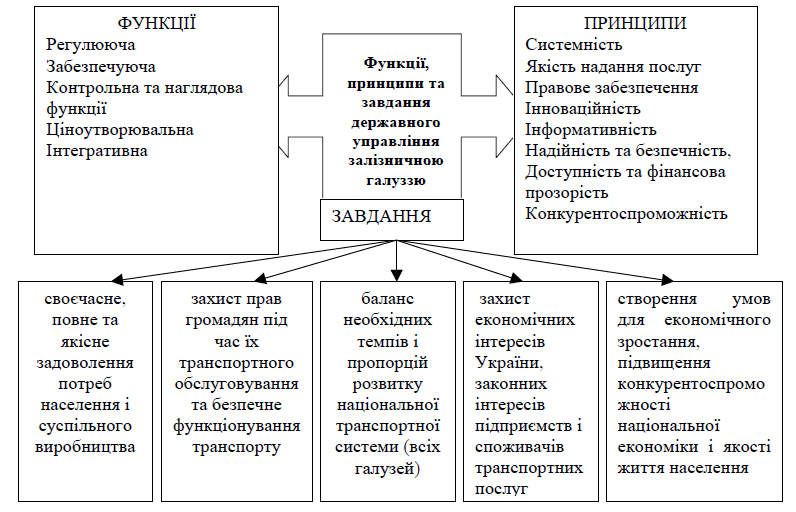 ФУНКЦІЇ
Регулююча
Забезпечуюча
Контрольна та наглядова
функції
Ціноутворювальна
Інтегративна
Функції,
принципи та
завдання
державного
управління
залізничною
галуззю
ПРИНЦИПИ
Системність
Якість надання послуг
Правове забезпечення
Інноваційність
Інформативність
Надійність та безпечність,
Доступність та фінансова
прозорість
Конкурентоспроможність
ЗАВДАННЯ
своєчасне,
повне та
якісне
задоволення
потреб
населення і
суспільного
виробництва
захист прав
громадян під
час їх
транспортного
обслуговування
та безпечне
функціонування
транспорту
баланс
необхідних
темпів і
пропорцій
розвитку
національної
транспортної
системи (всіх
галузей)
захист
економічних
інтересів
України,
законних
інтересів
підприємств і
споживачів
транспортних
послуг
створення умов
для економічного
зростання,
підвищення
конкурентоспромо
жності
національної
економіки і якості
життя населення